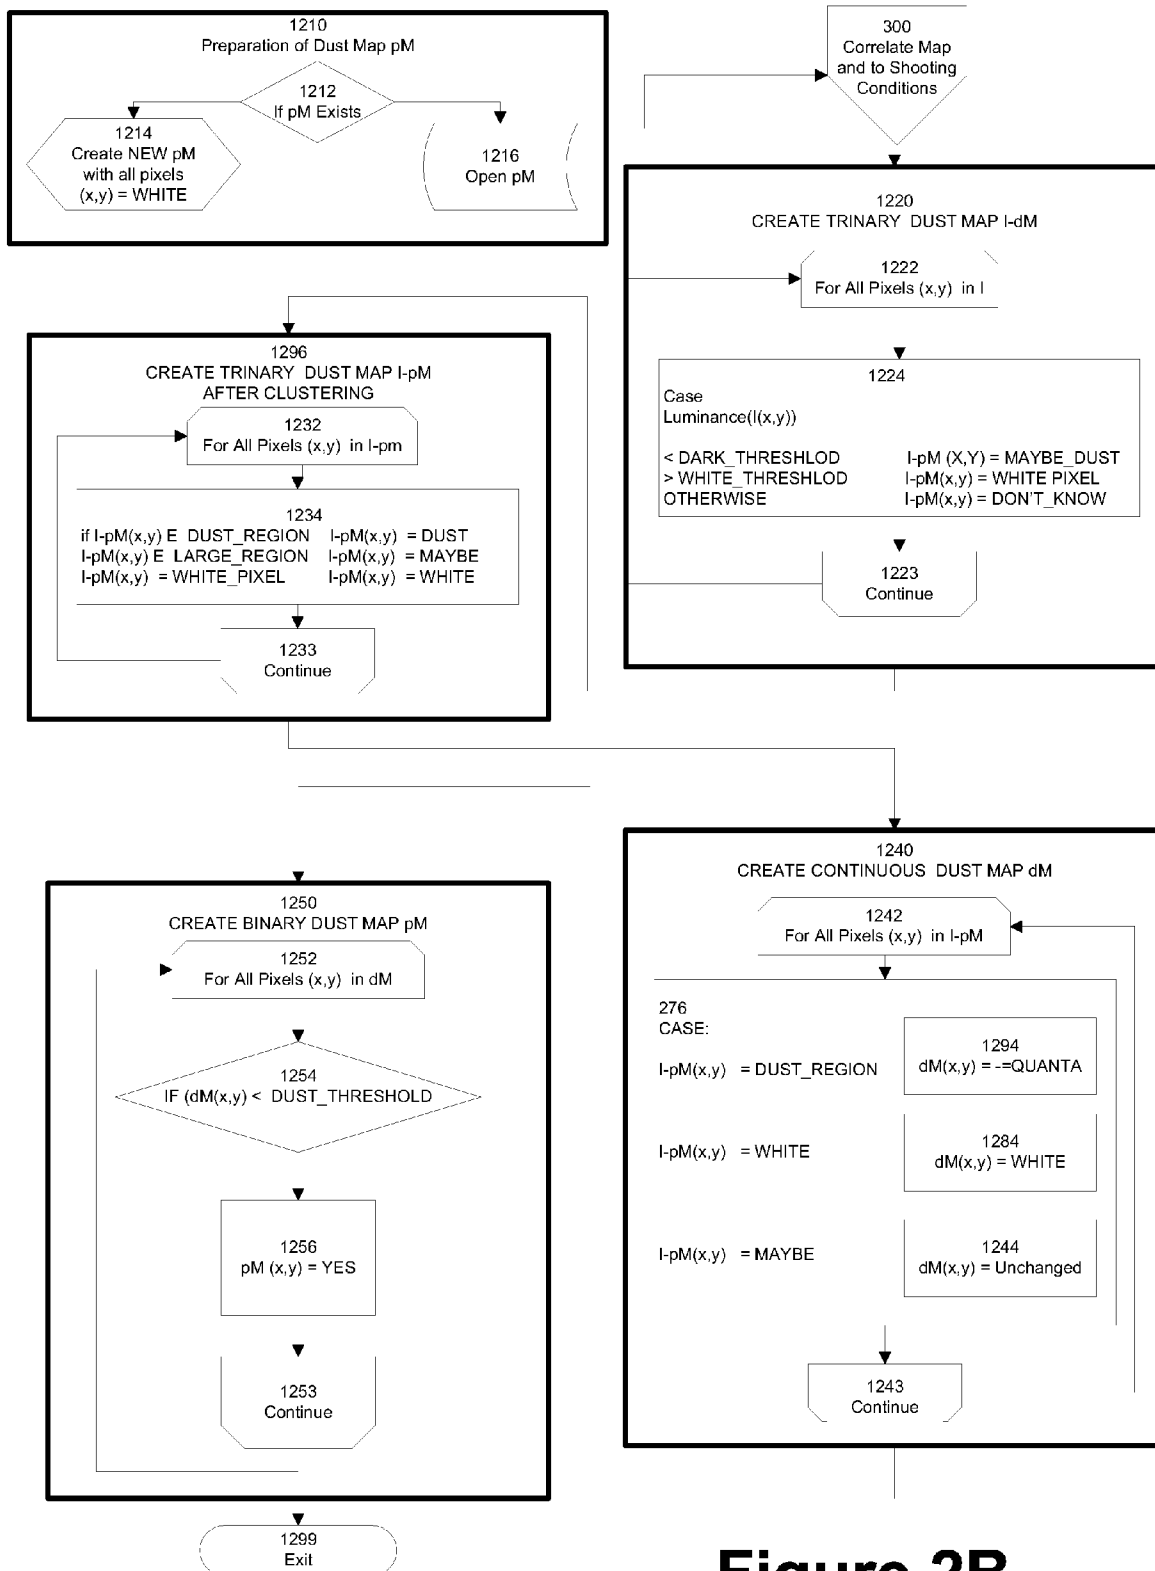 1210
Preparation of Dust Map pM
1212
If pM Exists
1214
Create NEW pM
with all pixels
(x,y) = WHITE
1216
Open pM
300
Correlate Map
and to Shooting
Conditions
1220
CREATE TRINARY DUST MAP I-dM
1222
For All Pixels (x,y) in I
1224
Case
Luminance(I(x,y))
< DARK_THRESHLOD I-pM (X,Y) = MAYBE_DUST
> WHITE_THRESHLOD I-pM(x,y) = WHITE PIXEL
OTHERWISE I-pM(x,y) = DON'T_KNOW
1223
Continue
1296
CREATE TRINARY DUST MAP I-pM
AFTER CLUSTERING
1232
For All Pixels (x,y) in I-pm
1234
if I-pM(x,y) E DUST_REGION I-pM(x,y) = DUST
I-pM(x,y) E LARGE_REGION I-pM(x,y) = MAYBE
I-pM(x,y) = WHITE_PIXEL I-pM(x,y) = WHITE
1233
Continue
1240
CREATE CONTINUOUS DUST MAP dM
1242
For All Pixels (x,y) in I-pM
276
CASE:
I-pM(x,y) = DUST_REGION
1294
dM(x,y) = -=QUANTA
I-pM(x,y) = WHITE
1284
dM(x,y) = WHITE
I-pM(x,y) = MAYBE
1244
dM(x,y) = Unchanged
1243
Continue
1250
CREATE BINARY DUST MAP pM
1252
For All Pixels (x,y) in dM
1254
IF (dM(x,y) < DUST_THRESHOLD
1256
pM (x,y) = YES
1253
Continue
1299
Exit
Figure 2B